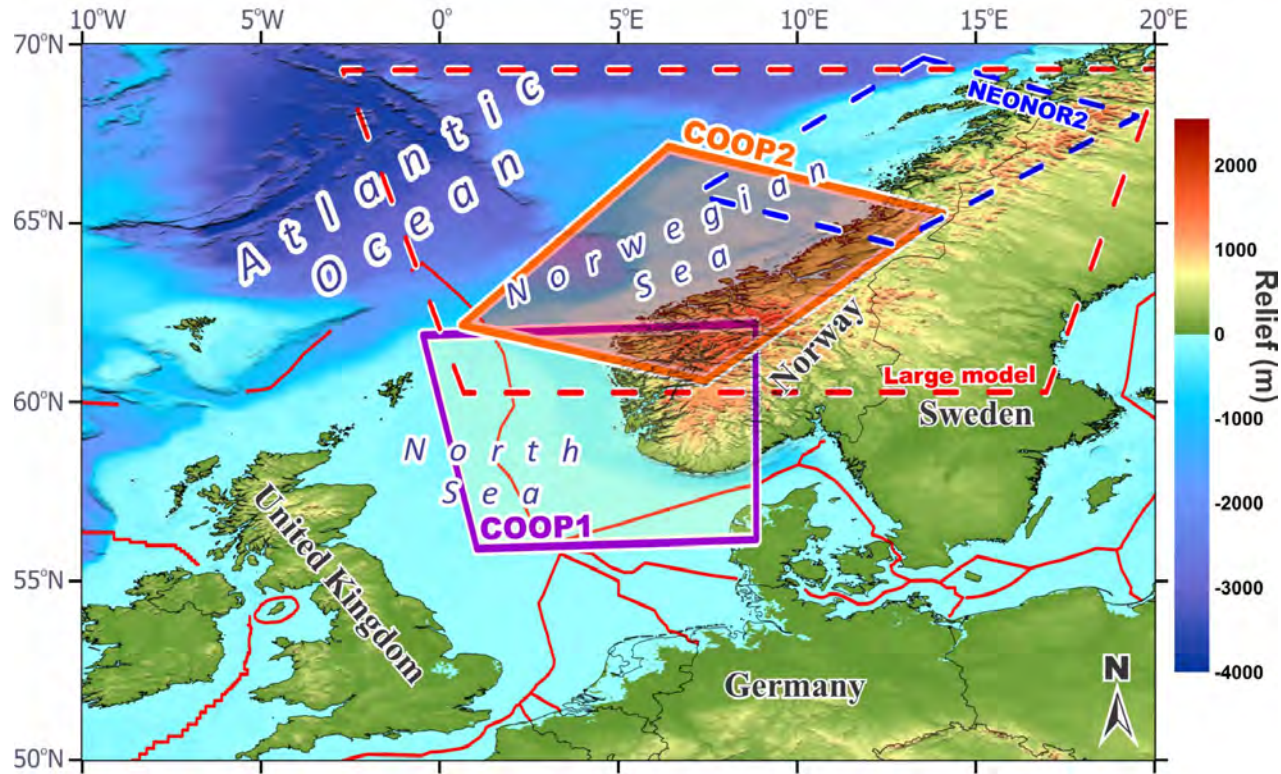 10°W 5°W 0° 5°E 10°E 15°E 20°E
70°N
65°N
60°N
55°N
50°N
Atlantic
Ocean
NEONOR2
COOP2
Norwegian
Sea
Norway
Large model
Sweden
North
Sea
COOP1
United Kingdom
Germany
N
2000
1000
0
-1000
-2000
-3000
-4000
Relief (m)